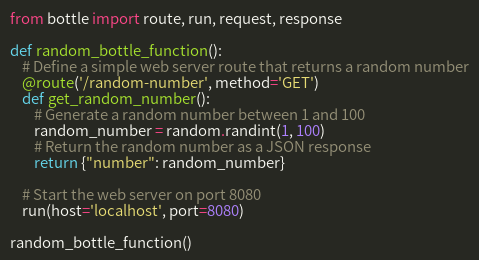 from bottle import route, run, request, response

def random_bottle_function():
    # Define a simple web server route that returns a random number
    @route('/random-number', method='GET')
    def get_random_number():
        # Generate a random number between 1 and 100
        random_number = random.randint(1, 100)
        # Return the random number as a JSON response
        return {"number": random_number}

    # Start the web server on port 8080
    run(host='localhost', port=8080)

random_bottle_function()